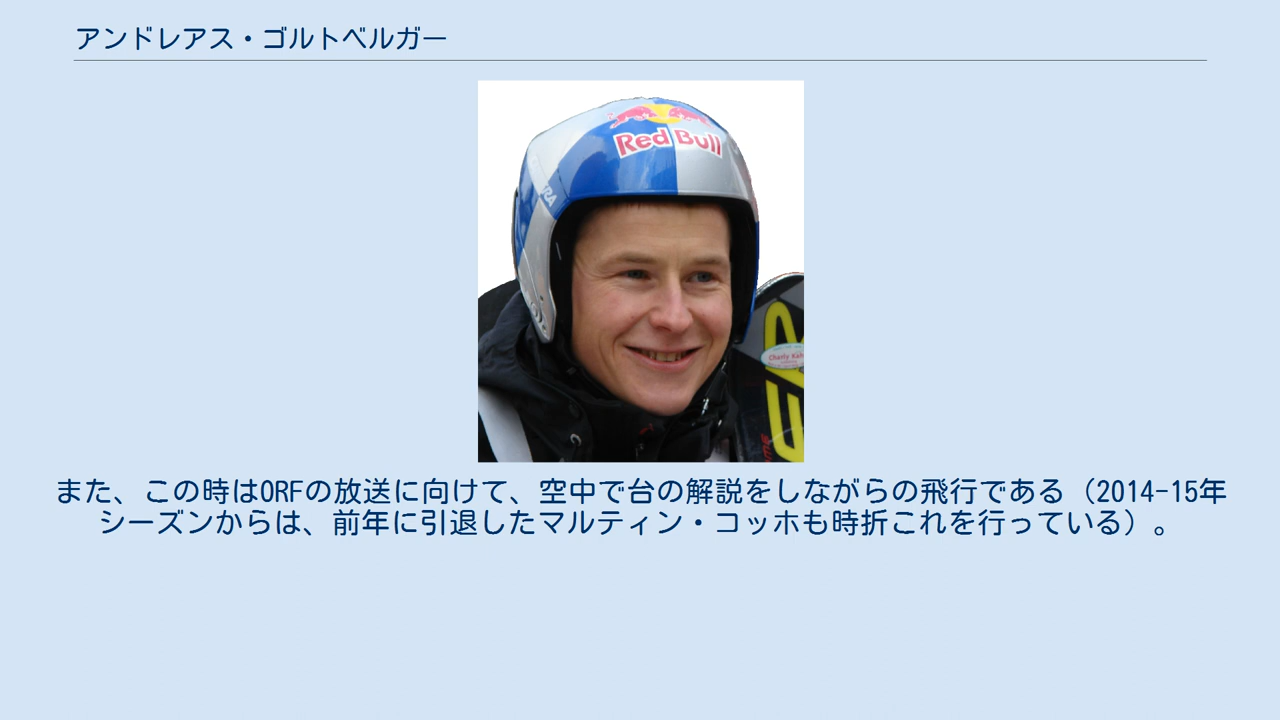 アンドレアス・ゴルトベルガー
Red Bull
また、この時はORFの放送に向けて、空中で台の解説をしながらの飛行である（2014-15年
シーズンからは、前年に引退したマルティン・コッホも時折これを行っている）。